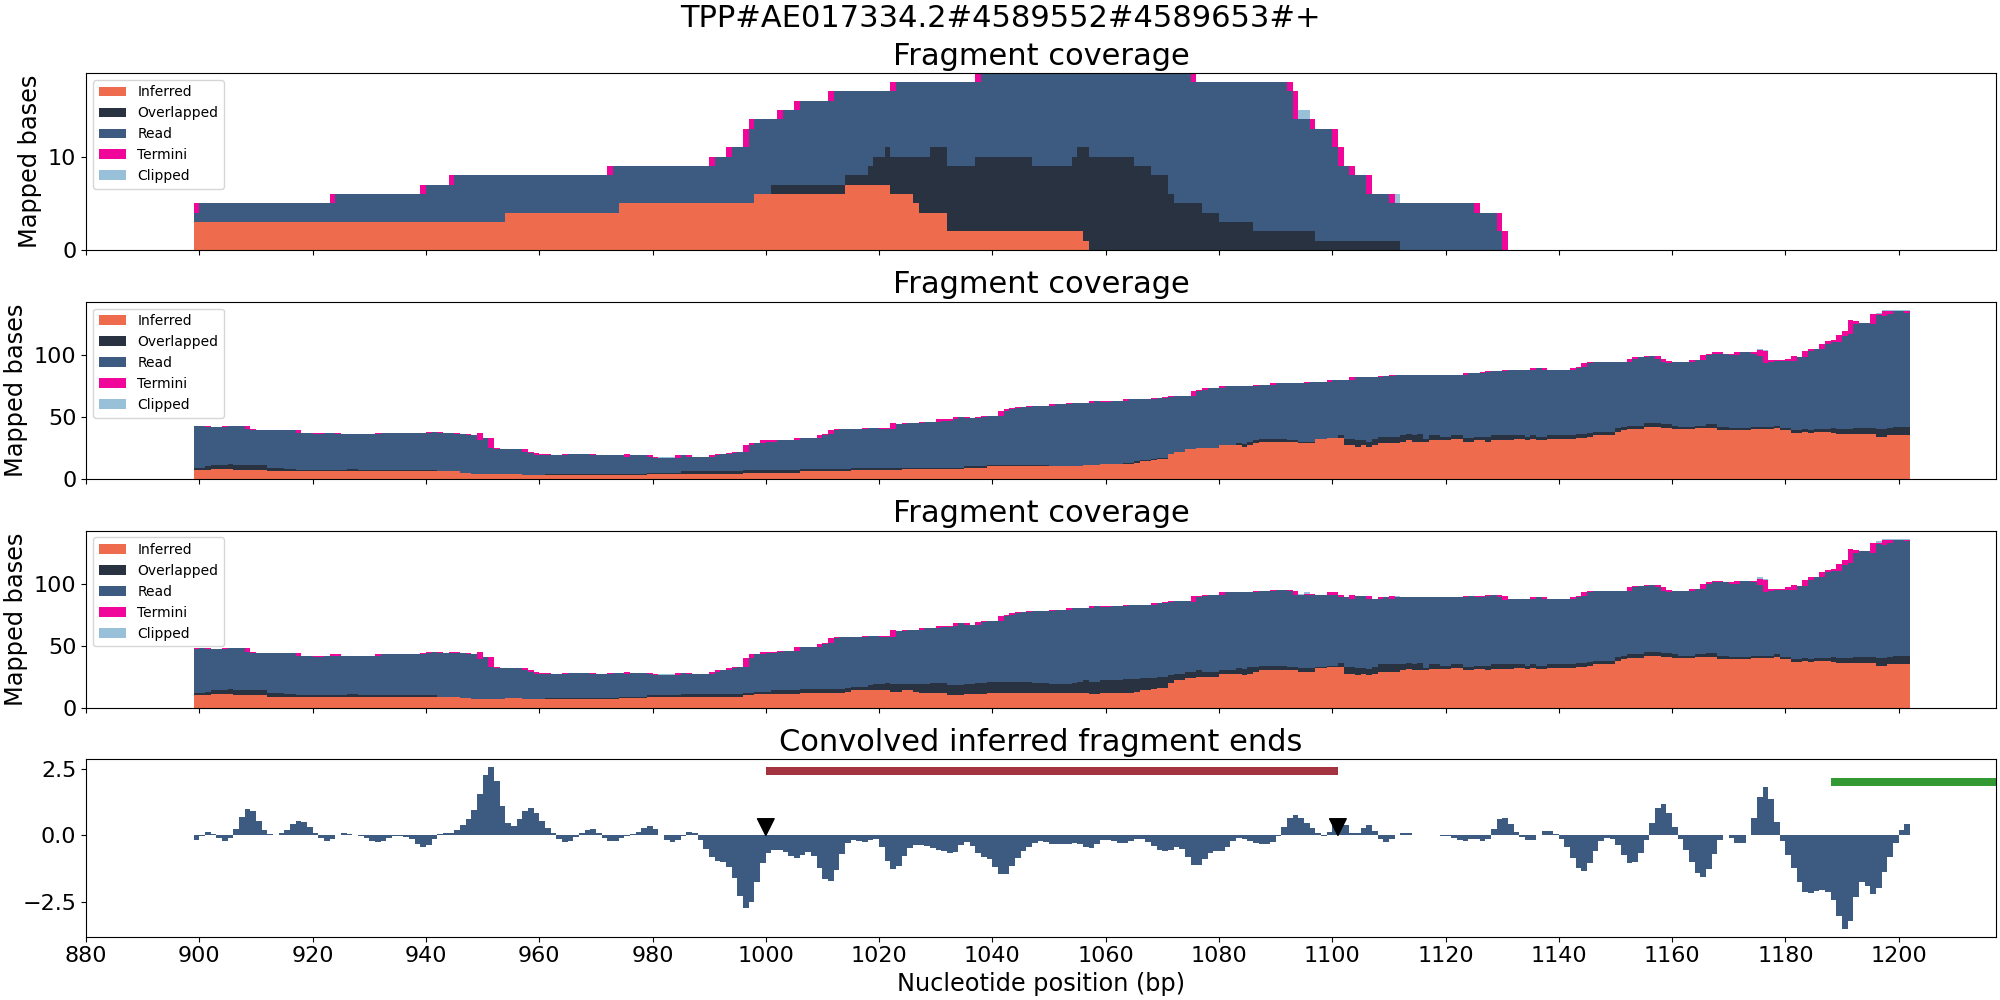 TPP#AE017334.2#4589552#4589653#+
Fragment coverage
Mapped bases
10
0
Inferred
Overlapped
Read
Termini
Clipped
Fragment coverage
Mapped bases
100
50
0
Inferred
Overlapped
Read
Termini
Clipped
Fragment coverage
Mapped bases
100
50
0
Inferred
Overlapped
Read
Termini
Clipped
Convolved inferred fragment ends
2.5
0.0
−2.5
880 900 920 940 960 980 1000 1020 1040 1060 1080 1100 1120 1140 1160 1180 1200
Nucleotide position (bp)